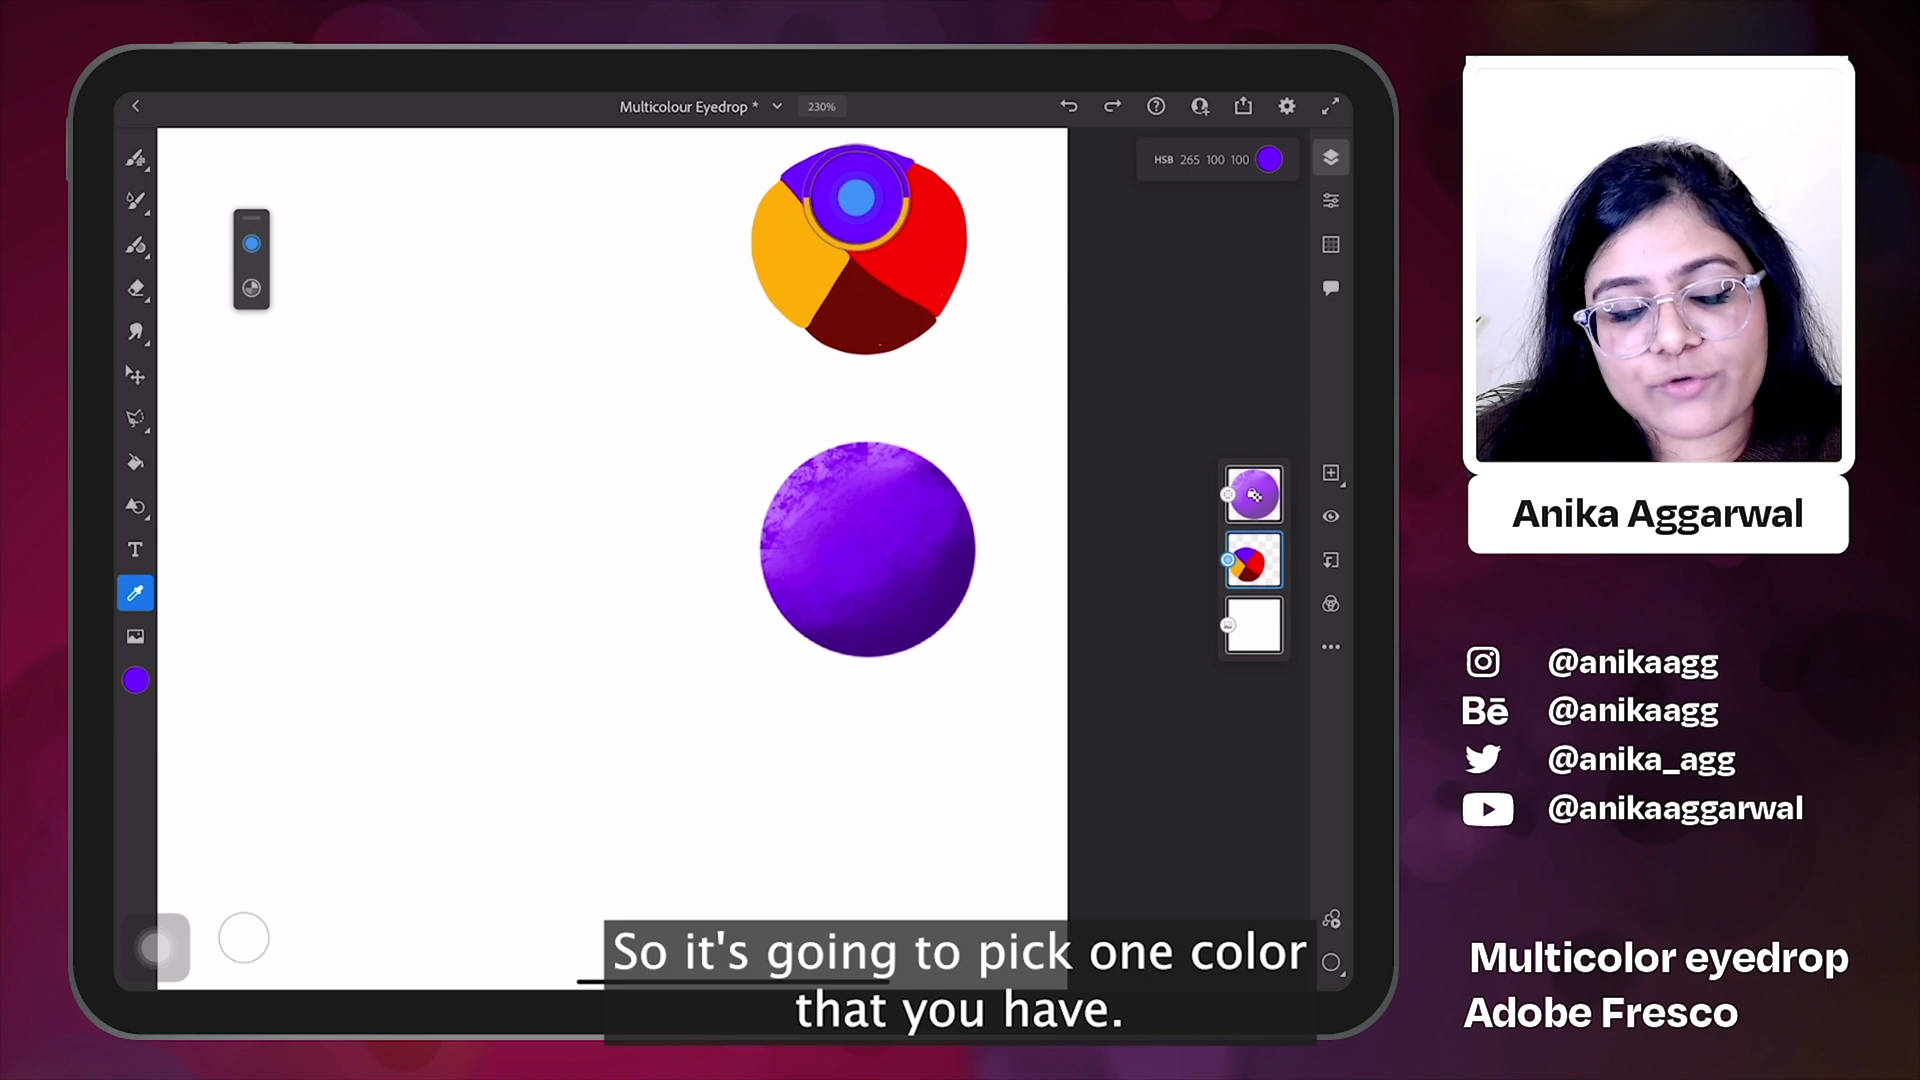 Multicolour Eyedrop *
230%
HSB 265 100 100
T
So it's going to pick one color
that you have.
Anika Aggarwal
@anikaagg
Bē @anikaagg
@anika_agg
@anikaaggarwal
Multicolor eyedrop
Adobe Fresco